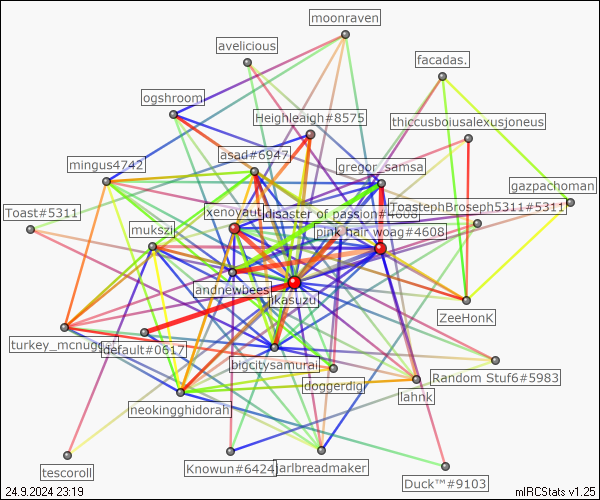 moonraven
avelicious
facadas.
ogshroom
Heighleaigh#8575
thiccusboiusalexusjoneus
asad#6947
gregor_samsa
mingus4742
gazpachoman
ToastephBroseph5311#5311
Toast#5311
xenoyaut
disaster of passion#4608
mukszi
pink hair woag#4608
andnewbees
ikasuzu
ZeeHonK
turkey_mcnugg
default#0617
bigcitysamurai
Random Stuf6#5983
doggerdigi
lahnk
neokingghidorah
tescoroll
Knowun#6424
jarlbreadmaker
Duck™#9103
24.9.2024 23:19
mIRCStats v1.25